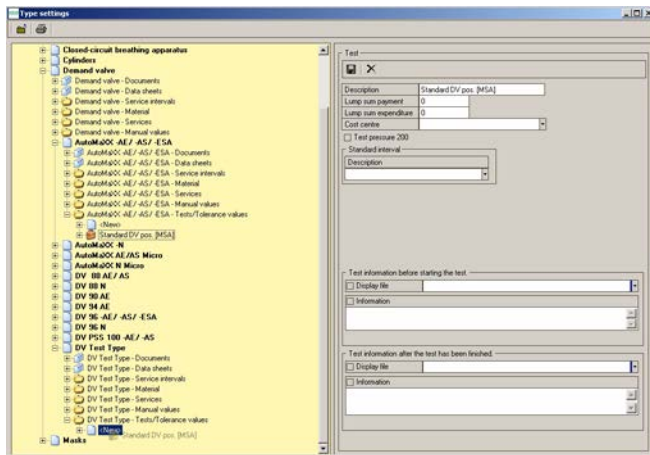 Type settings
Closed-circuit breathing apparatus
Cylinders
Demand valve
Demand valve - Documents
Demand valve - Data sheets
Demand valve - Service intervals
Demand valve - Material
Demand valve - Services
Demand valve - Manual values
AutoMaXX -AE/ -AS/ -ESA
AutoMaXX -AE/ -AS/ -ESA - Documents
AutoMaXX -AE/ -AS/ -ESA - Data sheets
AutoMaXX -AE/ -AS/ -ESA - Service intervals
AutoMaXX -AE/ -AS/ -ESA - Material
AutoMaXX -AE/ -AS/ -ESA - Services
AutoMaXX -AE/ -AS/ -ESA - Manual values
AutoMaXX -AE/ -AS/ -ESA - Tests/Tolerance values
<New>
Standard DV pos. [MSA]
AutoMaXX -N
AutoMaXX AE/AS Micro
AutoMaXX N Micro
DV 80 AE/ AS
DV 80 N
DV 90 AE
DV 94 AE
DV 96 -AE/ -AS/ -ESA
DV 96 N
DV PSS 100 -AE/ -AS
DV Test Type
DV Test Type - Documents
DV Test Type - Data sheets
DV Test Type - Service intervals
DV Test Type - Material
DV Test Type - Services
DV Test Type - Manual values
DV Test Type - Tests/Tolerance values
<New>
Standard DV pos. [MSA]
Masks
Test
Description Standard DV pos. [MSA]
Lump sum payment 0
Lump sum expenditure 0
Cost centre
Test pressure 200
Standard interval
Description
Test information before starting the test.
Display file
Information
Test information after the test has been finished.
Display file
Information